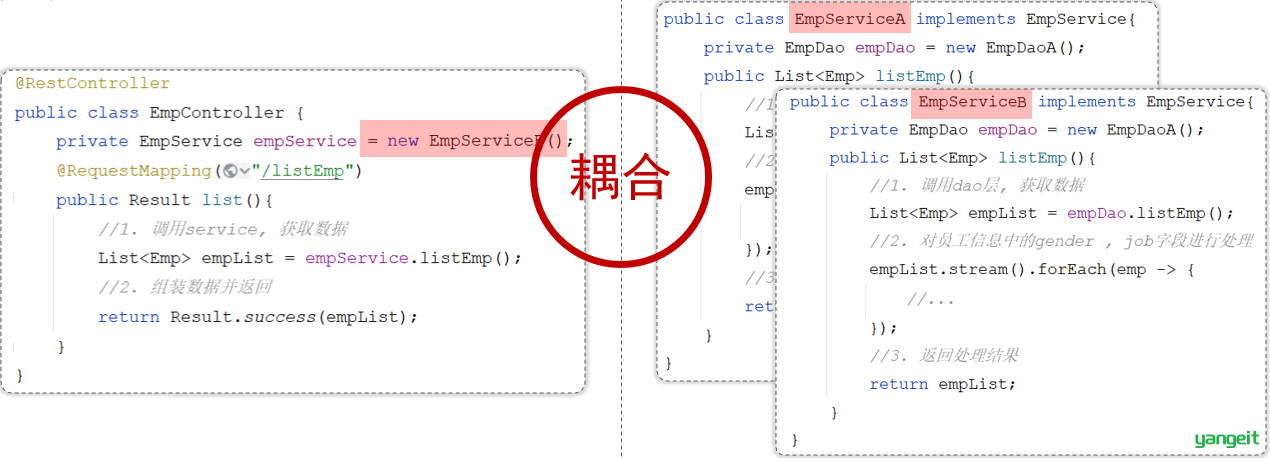 @RestController
public class EmpController {
private EmpService empService = new EmpServiceB();
@RequestMapping("/listEmp")
public Result list(){
//1. 调用service, 获取数据
List<Emp> empList = empService.listEmp();
//2. 组装数据并返回
return Result.success(empList);
}
}
耦合
public class EmpServiceA implements EmpService{
private EmpDao empDao = new EmpDaoA();
public List<Emp> listEmp(){
//1
Lis
//2
emp
});
//3
ret
}
}
public class EmpServiceB implements EmpService{
private EmpDao empDao = new EmpDaoA();
public List<Emp> listEmp(){
//1. 调用dao层, 获取数据
List<Emp> empList = empDao.listEmp();
//2. 对员工信息中的gender , job字段进行处理
empList.stream().forEach(emp -> {
//...
});
//3. 返回处理结果
return empList;
}
}
yangeit